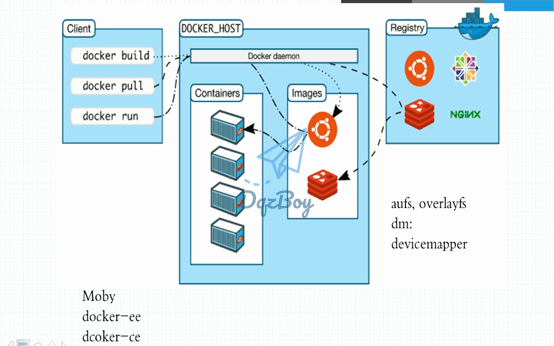 Client
docker build
docker pull
docker run
DOCKER_HOST
Docker daemon
Containers
Images
Registry
NGINX
DqzBoy
aufs, overlayfs
dm:
devicemapper
Moby
docker-ee
dcoker-ce